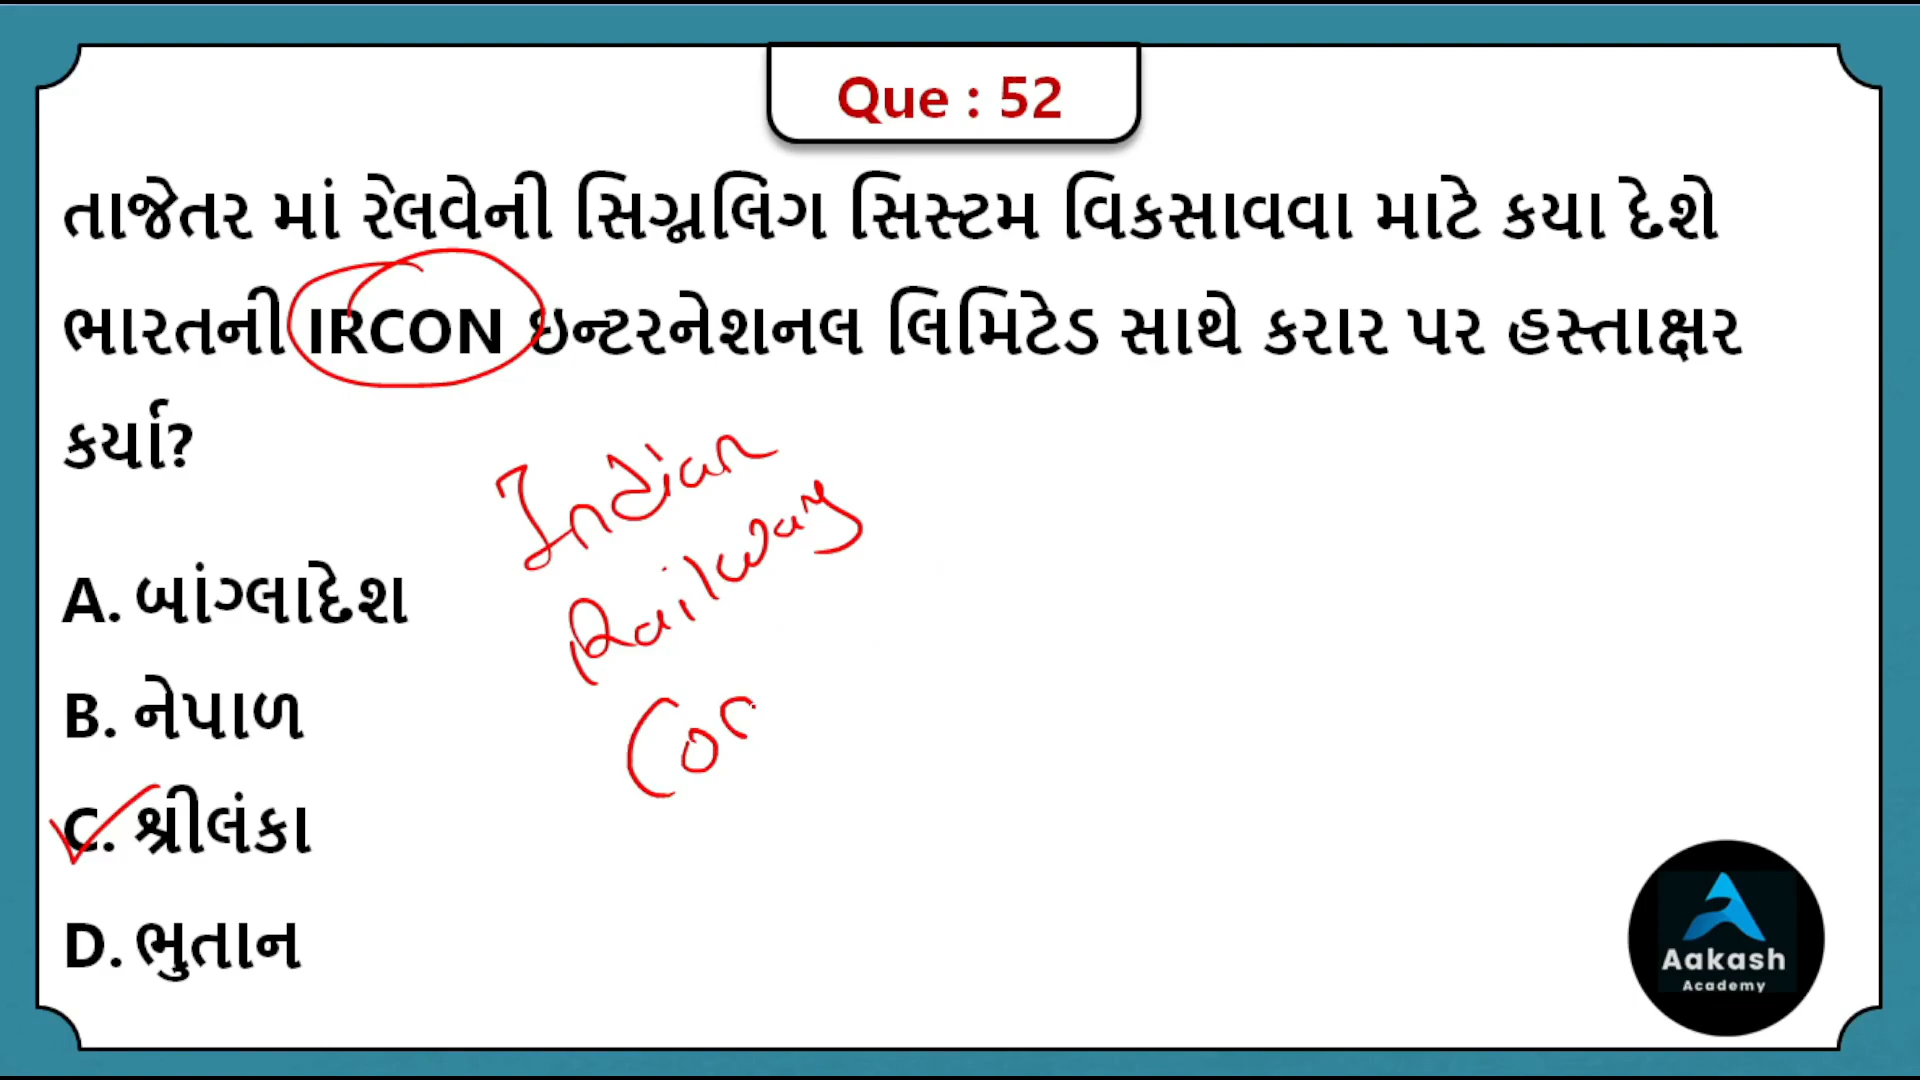 Que : 52
તાજેતર માં રેલવેની સિગ્નલિંગ સિસ્ટમ વિકસાવવા માટે કયા દેશે
ભારતની IRCON ઇન્ટરનેશનલ લિમિટેડ સાથે કરાર પર હસ્તાક્ષર
કર્યા?
Indian
Railway
Con
A. બાંગ્લાદેશ
B. નેપાળ
C. શ્રીલંકા
D. ભુતાન
Aakash
Academy